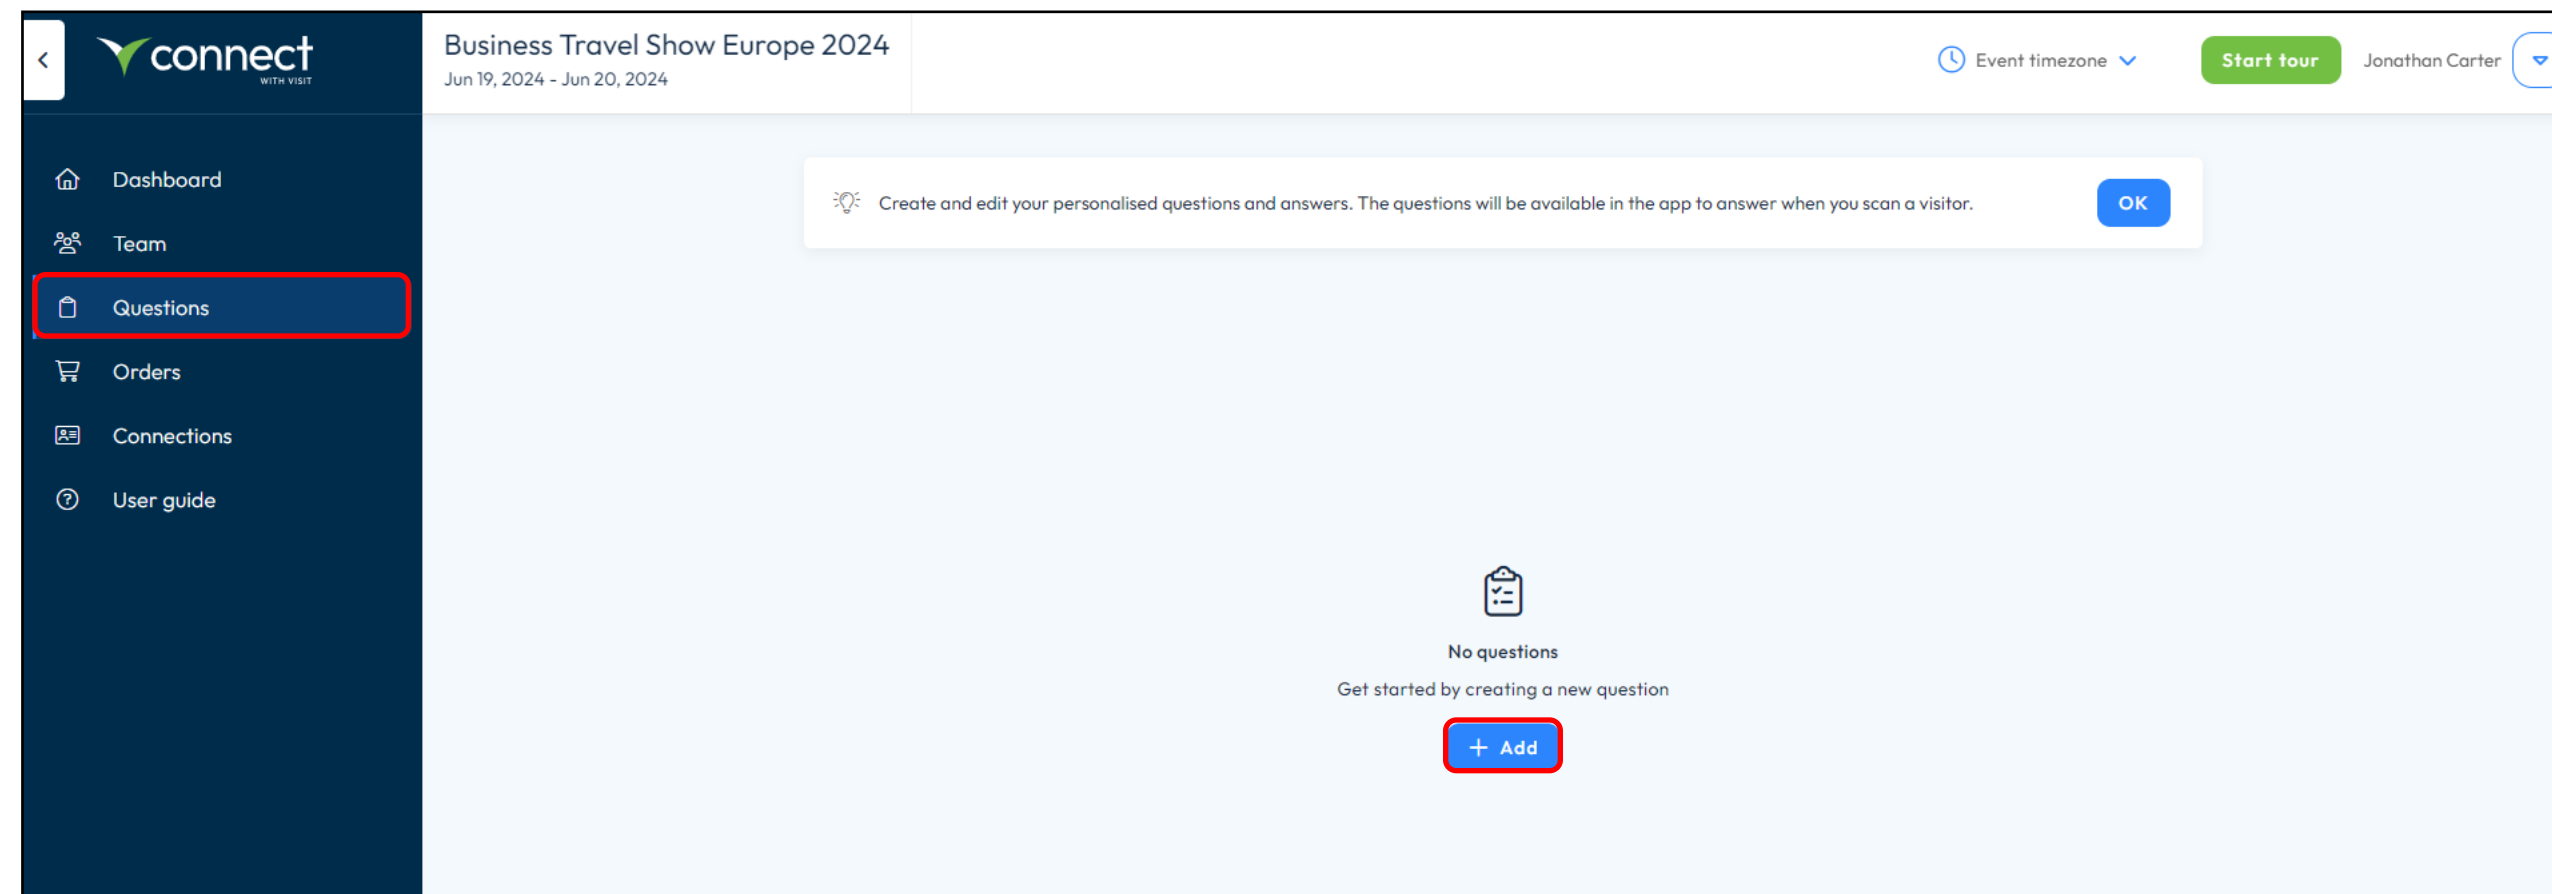 connect
WITH VISIT
Business Travel Show Europe 2024
Jun 19, 2024 - Jun 20, 2024
Event timezone
Start tour
Jonathan Carter
Dashboard
Team
Questions
Orders
Connections
User guide
Create and edit your personalised questions and answers. The questions will be available in the app to answer when you scan a visitor.
OK
No questions
Get started by creating a new question
+ Add